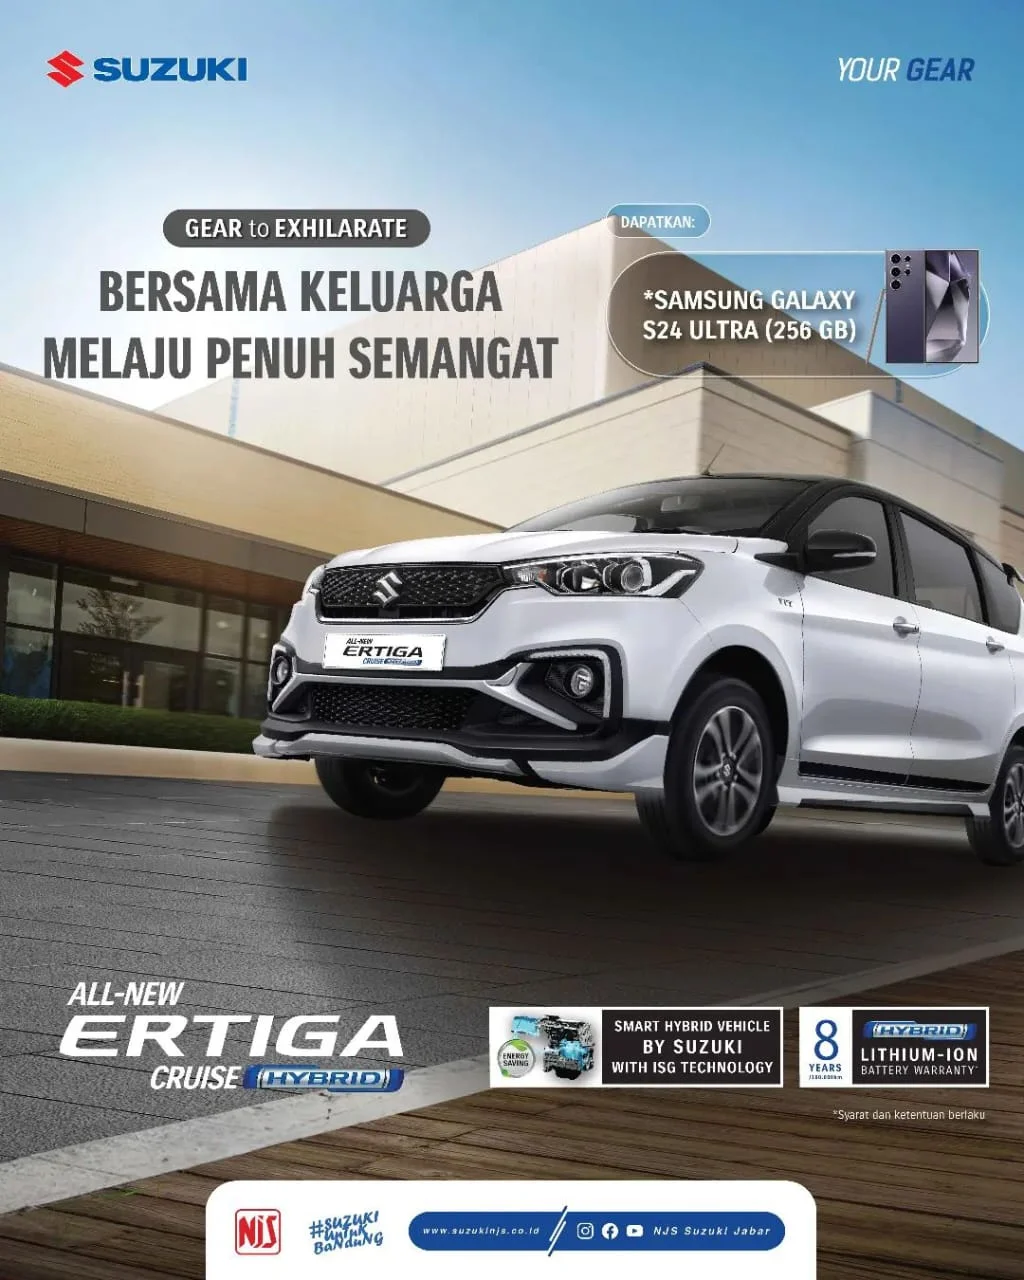 SUZUKI
YOUR GEAR
GEAR to EXHILARATE
BERSAMA KELUARGA
MELAJU PENUH SEMANGAT
DAPATKAN:
*SAMSUNG GALAXY
S24 ULTRA (256 GB)
ALL-NEW
ERTIGA
CRUISE HYBRID
ALL-NEW
ERTIGA
CRUISE HYBRID
ENERGY
SAVING
SMART HYBRID VEHICLE
BY SUZUKI
WITH ISG TECHNOLOGY
8
YEARS
HYBRID
LITHIUM-ION
BATTERY WARRANTY*
*Syarat dan ketentuan berlaku
NJS
#SUZUKI
UNTUK
BANDUNG
www.suzukinjs.co.id
NJS Suzuki Jabar